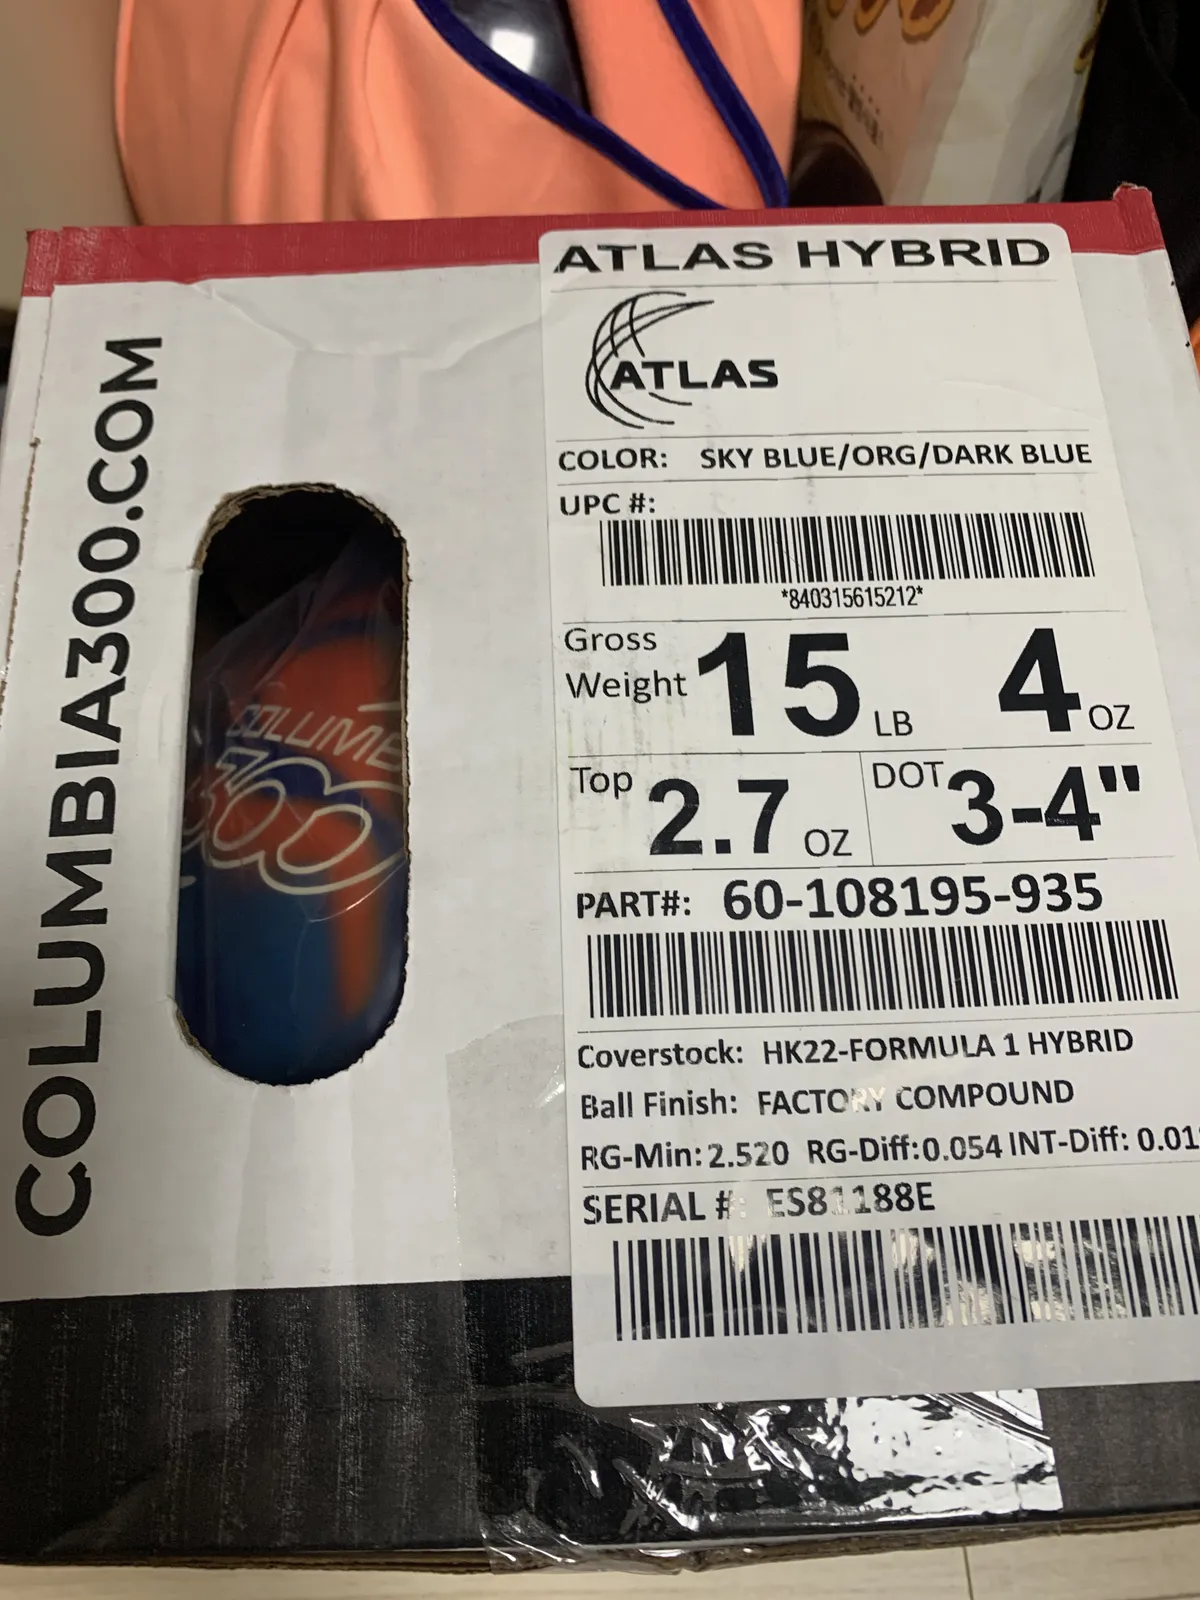 COLUMBIA300.COM
300
ATLAS HYBRID
ATLAS
COLOR: SKY BLUE/ORG/DARK BLUE
UPC #:
*840315615212*
Gross Weight 15 LB 4 OZ
Top 2.7 OZ DOT 3-4"
PART#: 60-108195-935
Coverstock: HK22-FORMULA 1 HYBRID
Ball Finish: FACTORY COMPOUND
RG-Min: 2.520 RG-Diff: 0.054 INT-Diff:
SERIAL #: ES81188E